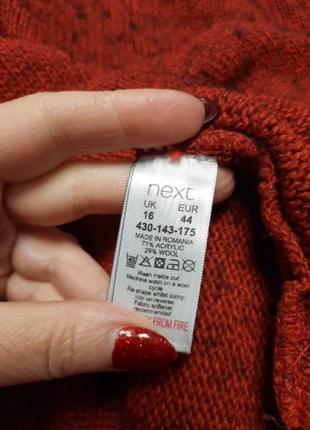 next
UK EUR
16 44
430-143-175
MADE IN ROMANIA
71% ACRYLIC
29% WOOL
Wash inside out
Machine wash on a wool
cycle
Re-shape whilst damp
on reverse
Fabric softener
recommended
FROM FIRE